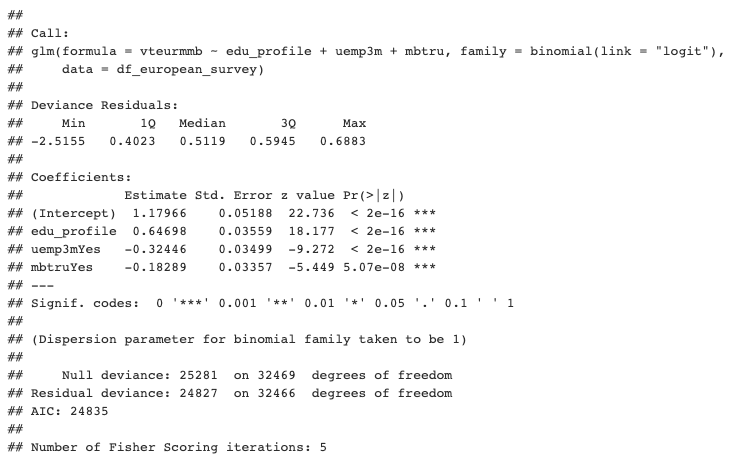 ##
## Call:
## glm(formula = vteurmmb ~ edu_profile + uemp3m + mbtru, family = binomial(link = "logit"),
##     data = df_european_survey)
##
## Deviance Residuals:
##     Min       1Q   Median       3Q      Max
## -2.5155   0.4023   0.5119   0.5945   0.6883
##
## Coefficients:
##             Estimate Std. Error z value Pr(>|z|)
## (Intercept)  1.17966    0.05188  22.736  < 2e-16 ***
## edu_profile  0.64698    0.03559  18.177  < 2e-16 ***
## uemp3mYes   -0.32446    0.03499  -9.272  < 2e-16 ***
## mbtruYes    -0.18289    0.03357  -5.449 5.07e-08 ***
## ---
## Signif. codes:  0 '***' 0.001 '**' 0.01 '*' 0.05 '.' 0.1 ' ' 1
##
## (Dispersion parameter for binomial family taken to be 1)
##
##     Null deviance: 25281  on 32469  degrees of freedom
## Residual deviance: 24827  on 32466  degrees of freedom
## AIC: 24835
##
## Number of Fisher Scoring iterations: 5